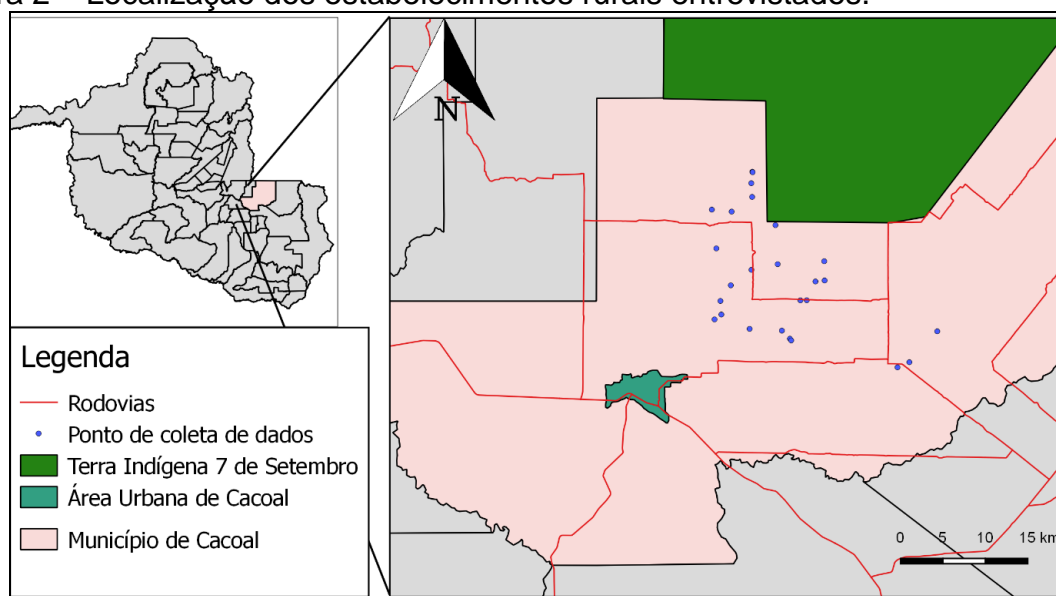 a 2 – Localização dos estabelecimentos rurais entrevistados.
N
Legenda
Rodovias
Ponto de coleta de dados
Terra Indígena 7 de Setembro
Área Urbana de Cacoal
Município de Cacoal
0 5 10 15 km